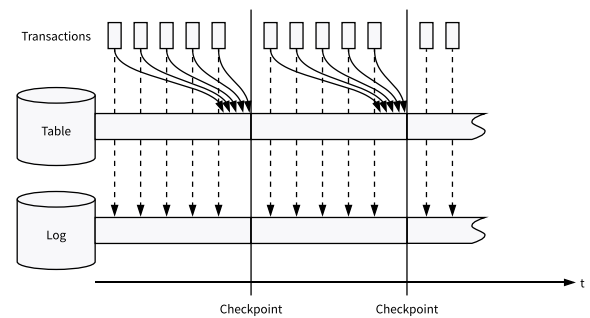 Transactions
Table
Log
t
Checkpoint
Checkpoint